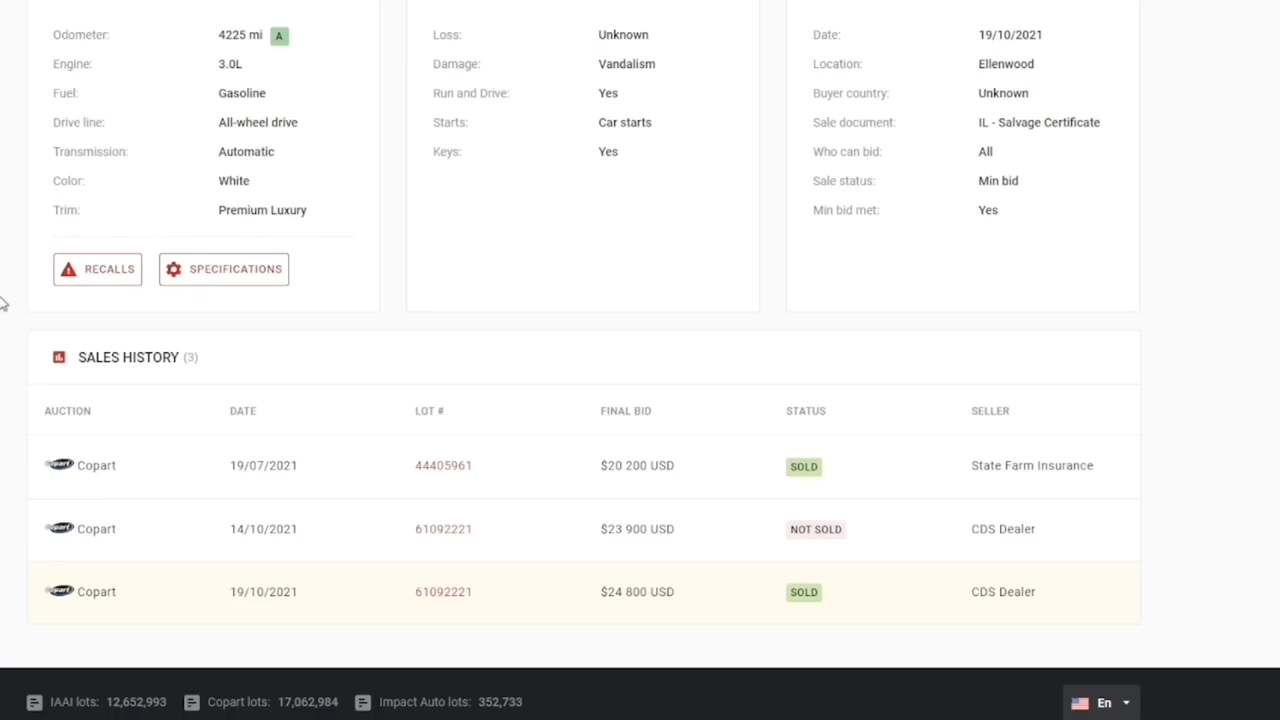 Odometer: 4225 mi A
Engine: 3.0L
Fuel: Gasoline
Drive line: All-wheel drive
Transmission: Automatic
Color: White
Trim: Premium Luxury
RECALLS SPECIFICATIONS
Loss: Unknown
Damage: Vandalism
Run and Drive: Yes
Starts: Car starts
Keys: Yes
Date: 19/10/2021
Location: Ellenwood
Buyer country: Unknown
Sale document: IL - Salvage Certificate
Who can bid: All
Sale status: Min bid
Min bid met: Yes
SALES HISTORY (3)
AUCTION DATE LOT # FINAL BID STATUS SELLER
Copart Copart 19/07/2021 44405961 $20 200 USD SOLD State Farm Insurance
Copart Copart 14/10/2021 61092221 $23 900 USD NOT SOLD CDS Dealer
Copart Copart 19/10/2021 61092221 $24 800 USD SOLD CDS Dealer
IAAI lots: 12,652,993 Copart lots: 17,062,984 Impact Auto lots: 352,733 En